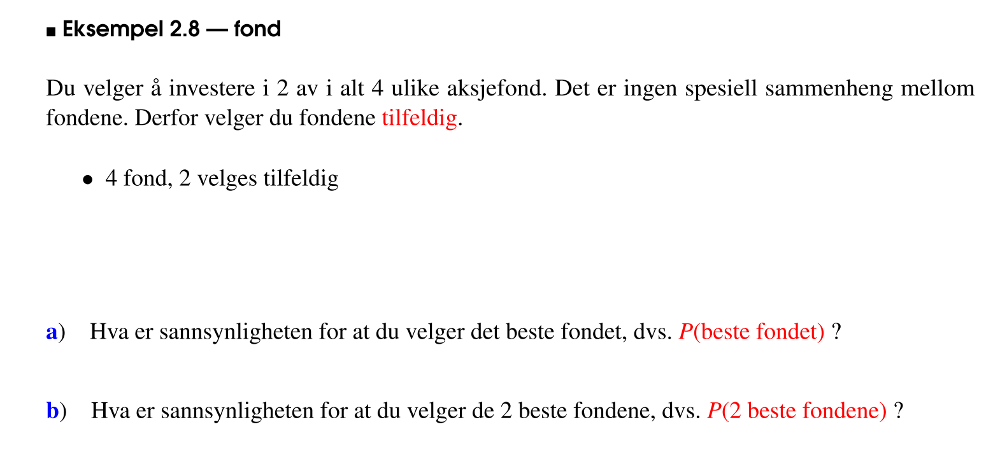 ▪ Eksempel 2.8 — fond
Du velger å investere i 2 av i alt 4 ulike aksjefond. Det er ingen spesiell sammenheng mellom
fondene. Derfor velger du fondene tilfeldig.
• 4 fond, 2 velges tilfeldig
a) Hva er sannsynligheten for at du velger det beste fondet, dvs. P(beste fondet) ?
b) Hva er sannsynligheten for at du velger de 2 beste fondene, dvs. P(2 beste fondene) ?